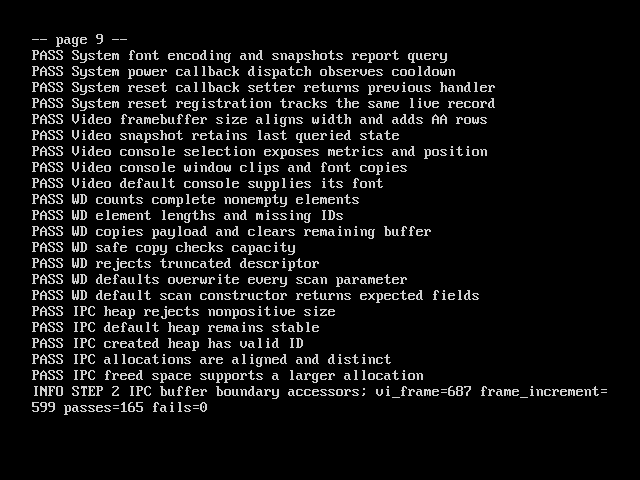 -- page 9 --
PASS System font encoding and snapshots report query
PASS System power callback dispatch observes cooldown
PASS System reset callback setter returns previous handler
PASS System reset registration tracks the same live record
PASS Video framebuffer size aligns width and adds AA rows
PASS Video snapshot retains last queried state
PASS Video console selection exposes metrics and position
PASS Video console window clips and font copies
PASS Video default console supplies its font
PASS WD counts complete nonempty elements
PASS WD element lengths and missing IDs
PASS WD copies payload and clears remaining buffer
PASS WD safe copy checks capacity
PASS WD rejects truncated descriptor
PASS WD defaults overwrite every scan parameter
PASS WD default scan constructor returns expected fields
PASS IPC heap rejects nonpositive size
PASS IPC default heap remains stable
PASS IPC created heap has valid ID
PASS IPC allocations are aligned and distinct
PASS IPC freed space supports a larger allocation
INFO STEP 2 IPC buffer boundary accessors; vi_frame=687 frame_increment=
599 passes=165 fails=0